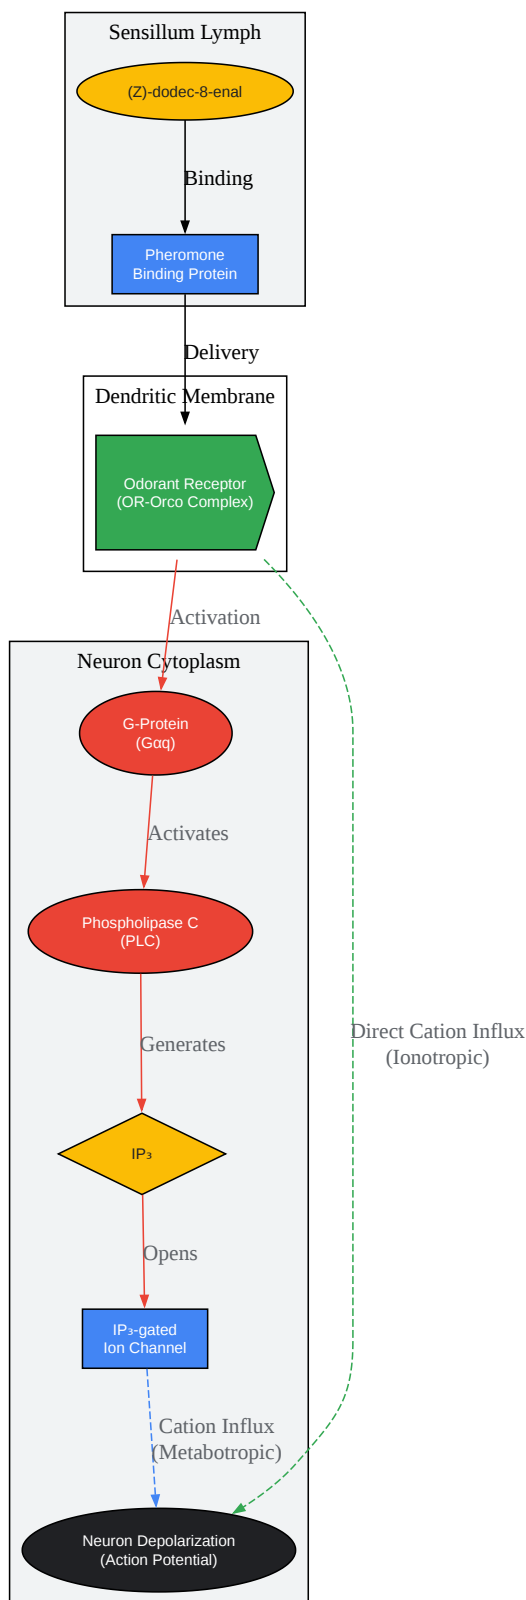 Sensillum Lymph
(Z)-dodec-8-enal
Binding
Pheromone
Binding Protein
Delivery
Dendritic Membrane
Odorant Receptor
(OR-Orco Complex)
Activation
Neuron Cytoplasm
G-Protein
(Gαq)
Activates
Phospholipase C
(PLC)
Direct Cation Influx
(Ionotropic)
Generates
IP₃
Opens
IP₃-gated
Ion Channel
Cation Influx
(Metabotropic)
Neuron Depolarization
(Action Potential)